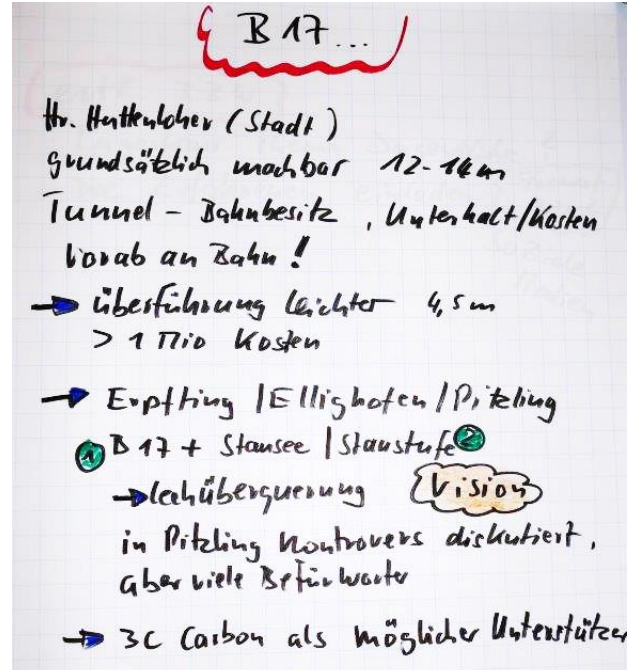 B 17...
Hr. Huttenloher (Stadt)
grundsätzlich machbar 12-14m
Tunnel - Bahnbesitz, Unterhalt/Kosten
vorab an Bahn!
→ Überführung leichter 4,5m
> 1 Mio Kosten
→ Erpfting / Ellighofen / Pitzling
① B 17 + Stausee / Staustufe ②
→ Lechüberquerung Vision
in Pitzling kontrovers diskutiert,
aber viele Befürworter
→ 3C Carbon als möglicher Unterstützer